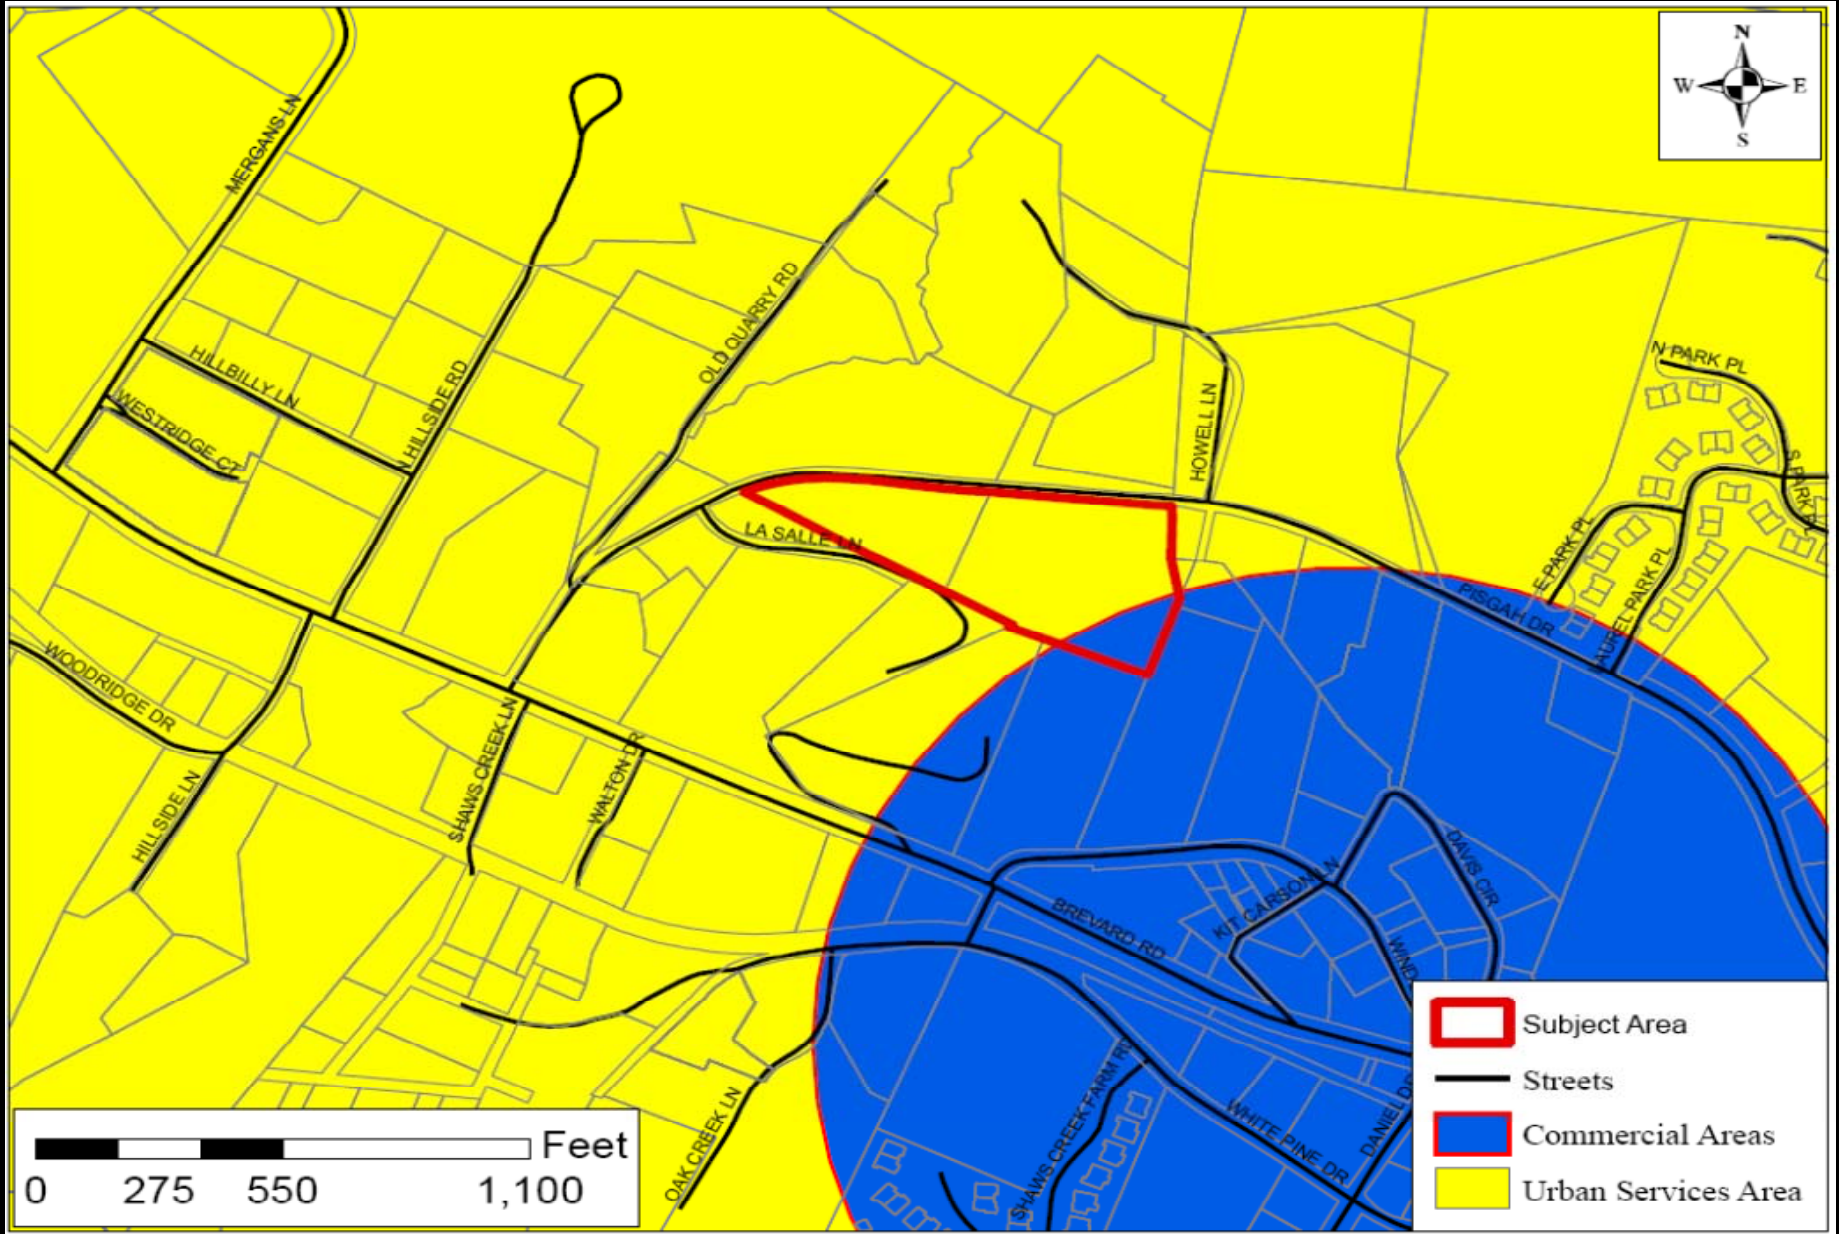 N
W E
S
MERGANS LN
OLD QUARRY RD
HILLBILLY LN
N HILLSIDE RD
WESTRIDGE CT
HOWELL LN
N PARK PL
S PARK PL
LA SALLE LN
E PARK PL
LAUREL PARK PL
PISGAH DR
WOODRIDGE DR
HILLSIDE LN
SHAWS CREEK LN
WALTON DR
KIT CARSON LN
DAVIS CIR
BREVARD RD
WIND
OAK CREEK LN
SHAWS CREEK FARM RD
WHITE PINE DR
DANIEL DR
Subject Area
Streets
Commercial Areas
Urban Services Area
Feet
0 275 550 1,100